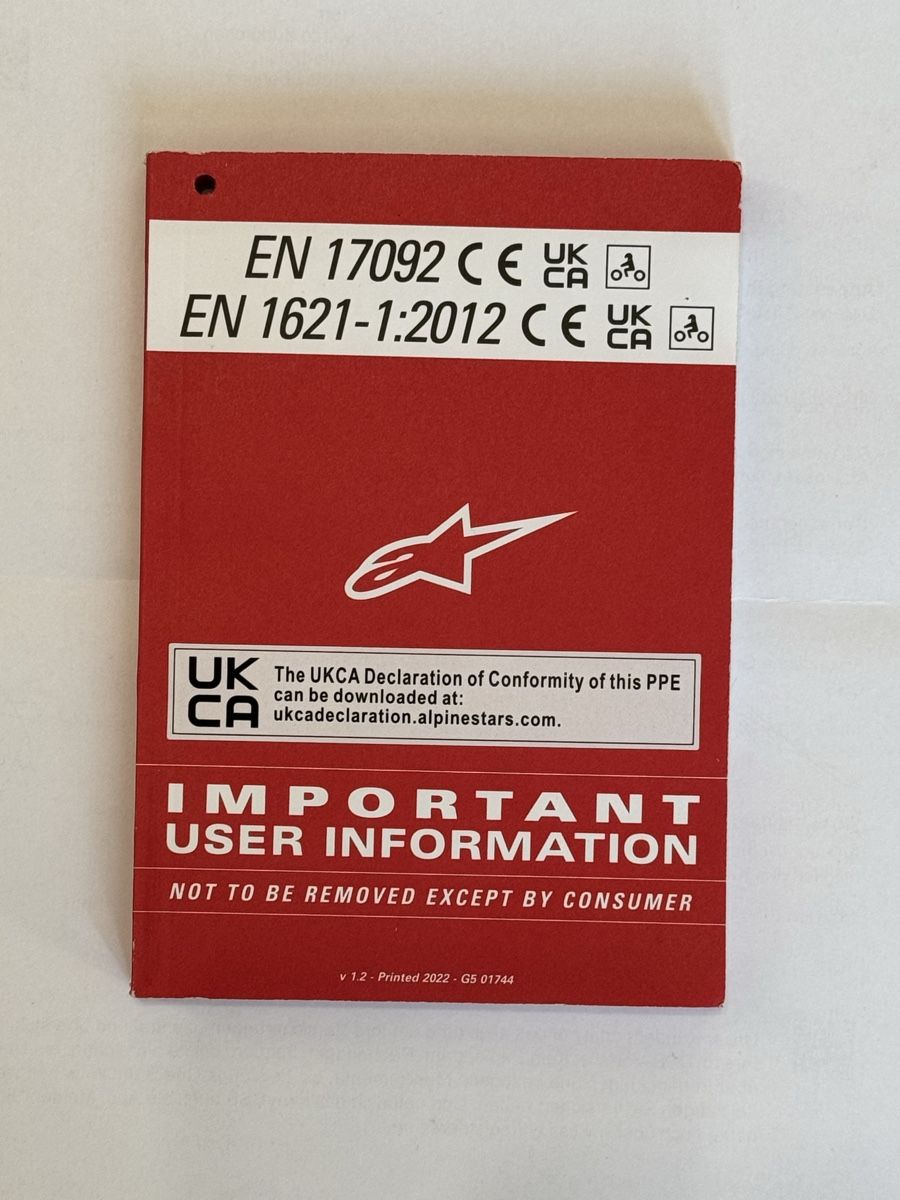 EN 17092 CE UK CA
EN 1621-1:2012 CE UK CA
UK CA
The UKCA Declaration of Conformity of this PPE
can be downloaded at:
ukcadeclaration.alpinestars.com.
IMPORTANT
USER INFORMATION
NOT TO BE REMOVED EXCEPT BY CONSUMER
v 1.2 - Printed 2022 - G5 01744